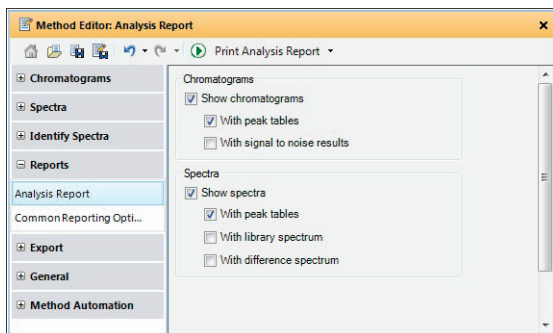 Method Editor: Analysis Report
Print Analysis Report
Chromatograms
Spectra
Identify Spectra
Reports
Analysis Report
Common Reporting Opti...
Export
General
Method Automation
Chromatograms
Show chromatograms
With peak tables
With signal to noise results
Spectra
Show spectra
With peak tables
With library spectrum
With difference spectrum